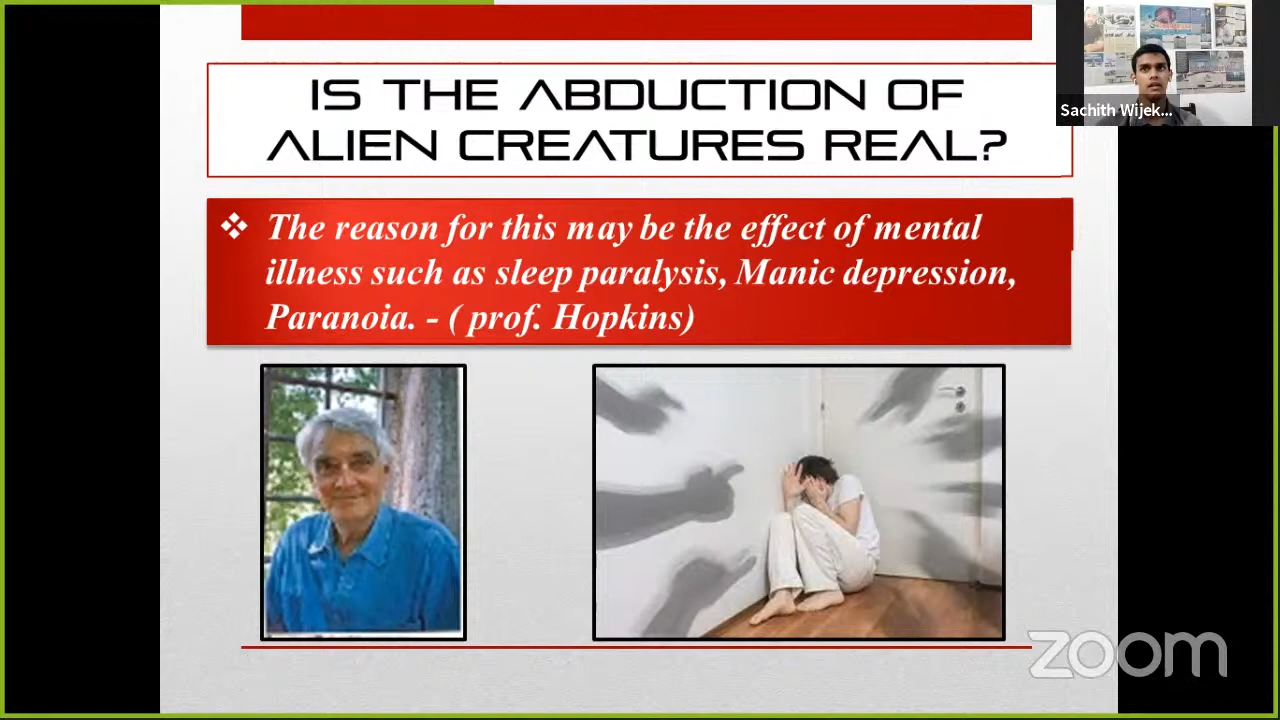 IS THE ABDUCTION OF
ALIEN CREATURES REAL?
Sachith Wijek...
❖ The reason for this may be the effect of mental
illness such as sleep paralysis, Manic depression,
Paranoia. - ( prof. Hopkins)
zoom